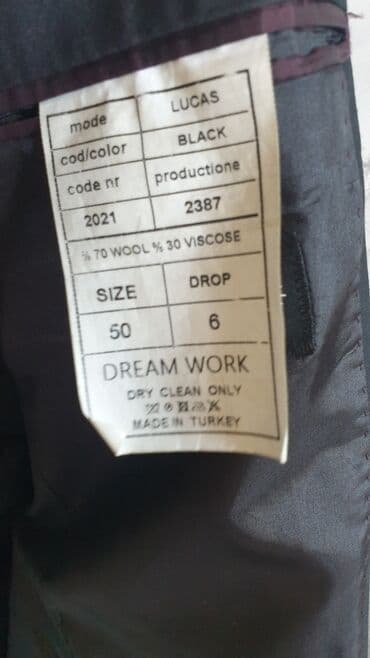 mode LUCAS
cod/color BLACK
code nr productione
2021 2387
% 70 WOOL % 30 VISCOSE
SIZE DROP
50 6
DREAM WORK
DRY CLEAN ONLY
MADE IN TURKEY